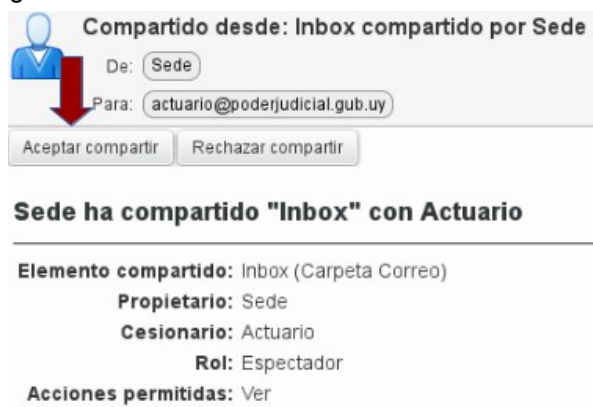 Compartido desde: Inbox compartido por Sede
De: Sede
Para: actuario@poderjudicial.gub.uy
Aceptar compartir Rechazar compartir
Sede ha compartido "Inbox" con Actuario
Elemento compartido: Inbox (Carpeta Correo)
Propietario: Sede
Cesionario: Actuario
Rol: Espectador
Acciones permitidas: Ver